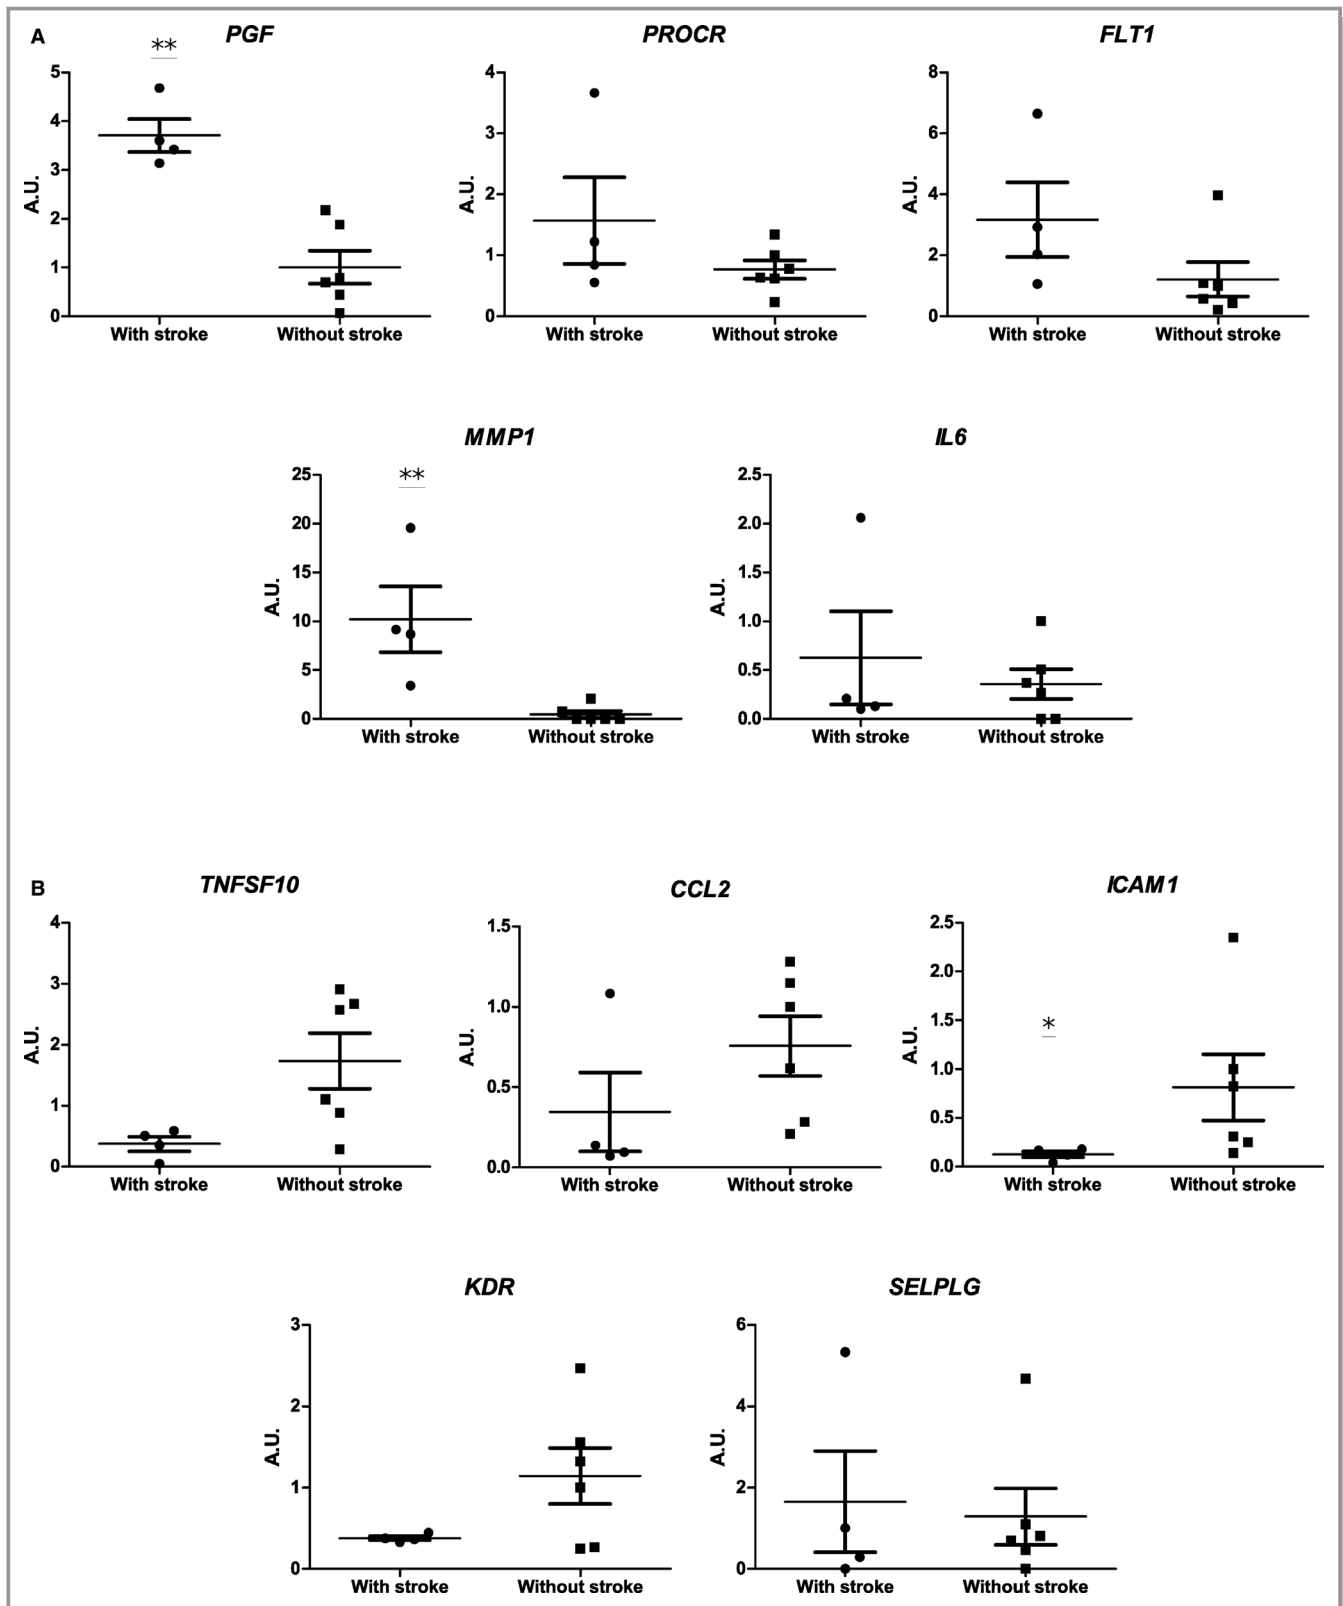 A
PGF
PROCR
FLT1
**
5
4
3
2
1
0
A.U.
With stroke
Without stroke
4
3
2
1
0
A.U.
With stroke
Without stroke
8
6
4
2
0
A.U.
With stroke
Without stroke
MMP1
IL6
**
25
20
15
10
5
0
A.U.
With stroke
Without stroke
2.5
2.0
1.5
1.0
0.5
0.0
A.U.
With stroke
Without stroke
B
TNFSF10
CCL2
ICAM1
4
3
2
1
0
A.U.
With stroke
Without stroke
1.5
1.0
0.5
0.0
A.U.
With stroke
Without stroke
*
2.5
2.0
1.5
1.0
0.5
0.0
A.U.
With stroke
Without stroke
KDR
SELPLG
3
2
1
0
A.U.
With stroke
Without stroke
6
4
2
0
A.U.
With stroke
Without stroke